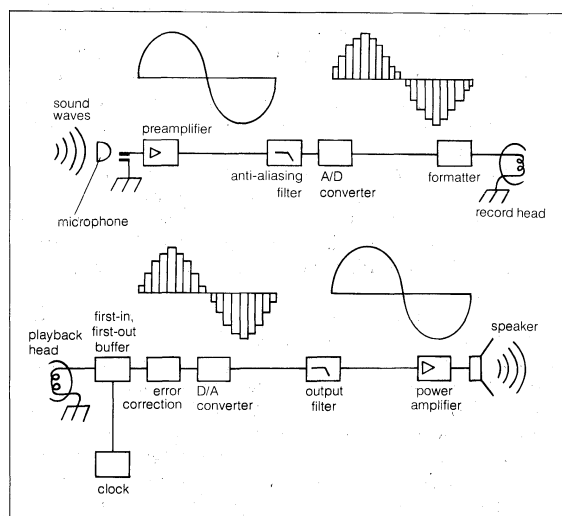 sound
waves
preamplifier
microphone
anti-aliasing
filter
A/D
converter
formatter
record head
playback
head
first-in,
first-out
buffer
error
correction
D/A
converter
output
filter
power
amplifier
speaker
clock